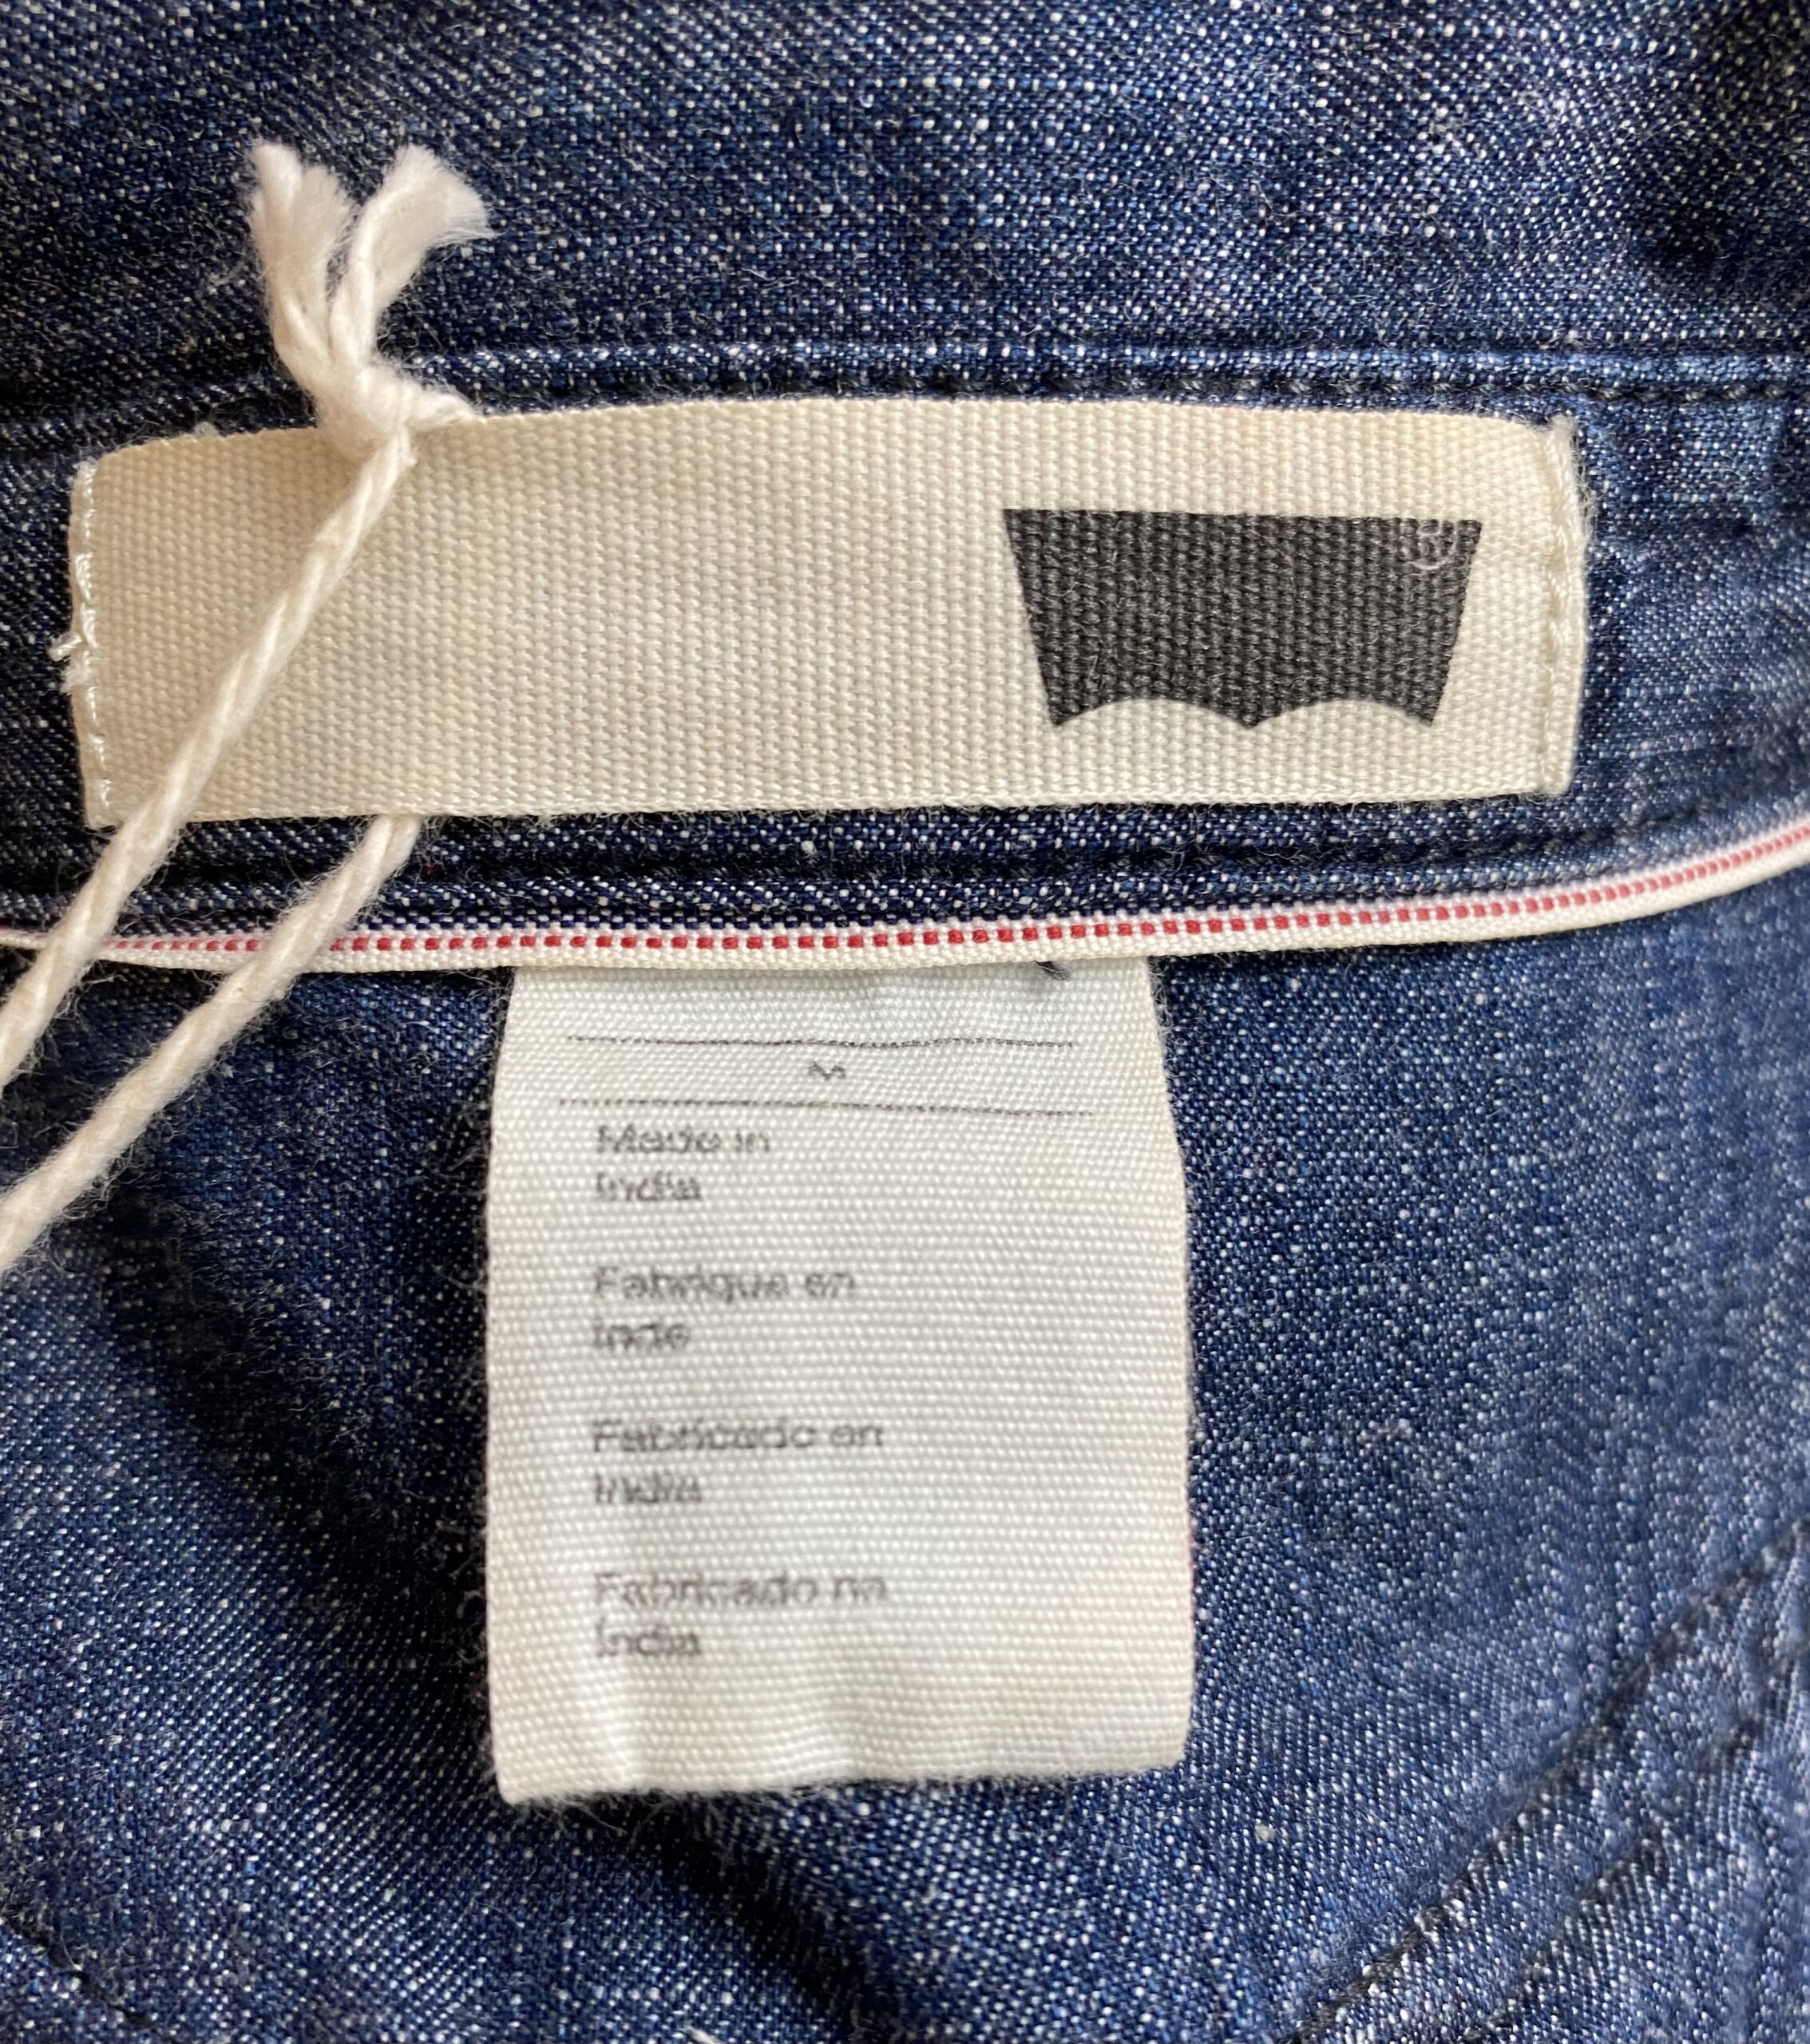 ®
M
Made in
India
Fabriqué en
Inde
Fabricado en
India
Fabricado na
Índia